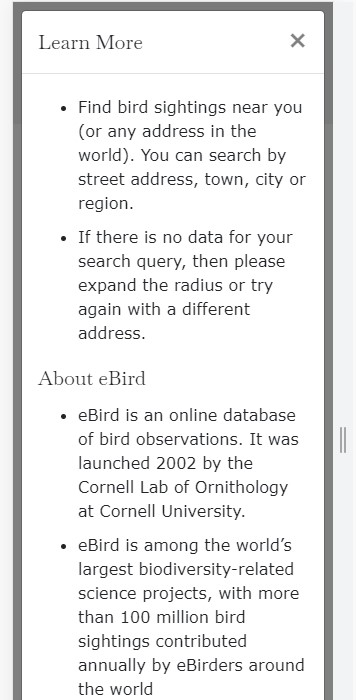 Learn More ×
• Find bird sightings near you
(or any address in the
world). You can search by
street address, town, city or
region.
• If there is no data for your
search query, then please
expand the radius or try
again with a different
address.
About eBird
• eBird is an online database
of bird observations. It was
launched 2002 by the
Cornell Lab of Ornithology
at Cornell University.
• eBird is among the world’s
largest biodiversity-related
science projects, with more
than 100 million bird
sightings contributed
annually by eBirders around
the world